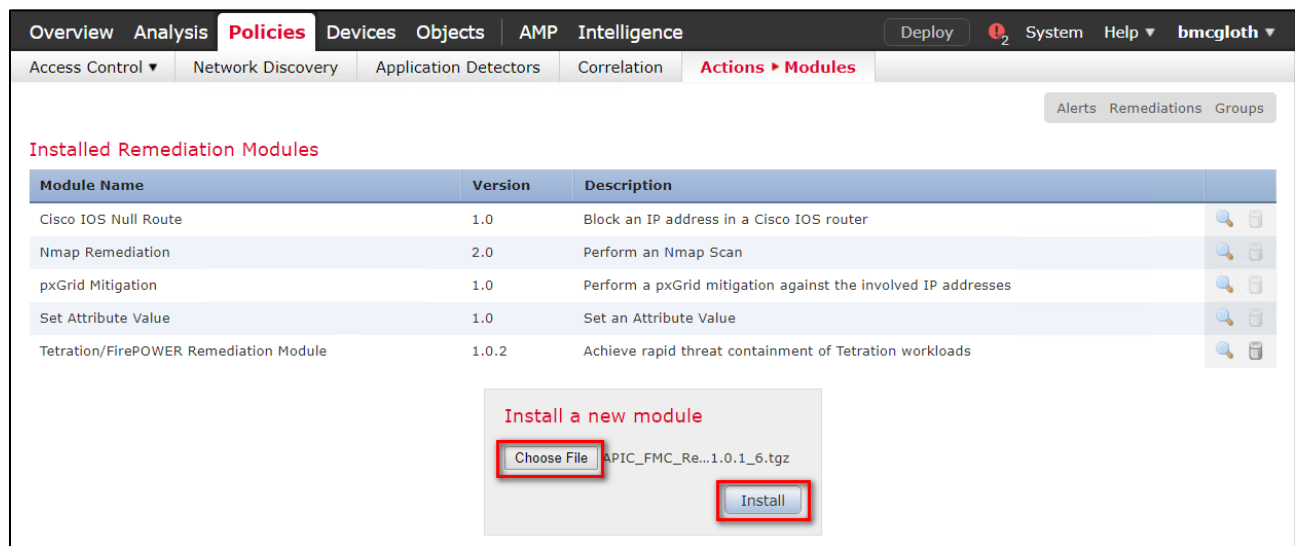 Overview Analysis Policies Devices Objects AMP Intelligence Deploy 2 System Help ▼ bmcgloth ▼
Access Control ▼ Network Discovery Application Detectors Correlation Actions ▸ Modules
Alerts Remediations Groups
Installed Remediation Modules
Module Name Version Description
Cisco IOS Null Route 1.0 Block an IP address in a Cisco IOS router
Nmap Remediation 2.0 Perform an Nmap Scan
pxGrid Mitigation 1.0 Perform a pxGrid mitigation against the involved IP addresses
Set Attribute Value 1.0 Set an Attribute Value
Tetration/FirePOWER Remediation Module 1.0.2 Achieve rapid threat containment of Tetration workloads
Install a new module
Choose File APIC_FMC_Re...1.0.1_6.tgz
Install